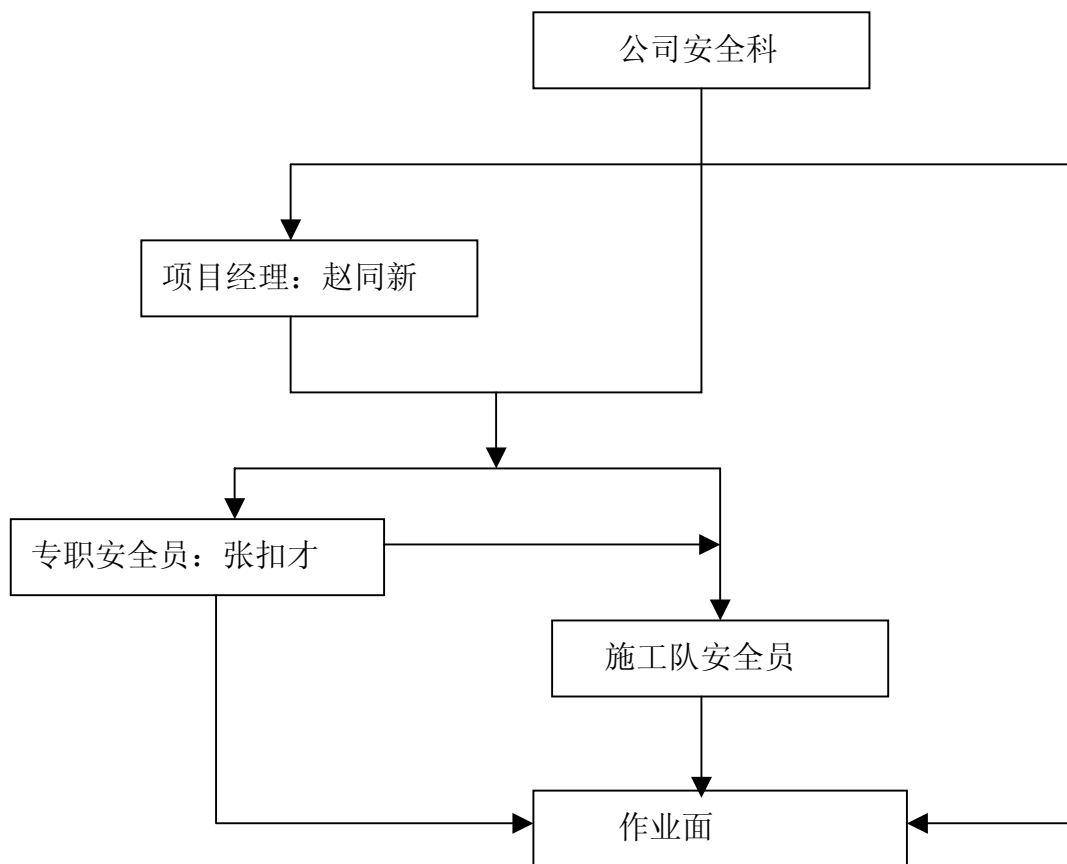 公司安全科
项目经理：赵同新
专职安全员：张扣才
施工队安全员
作业面